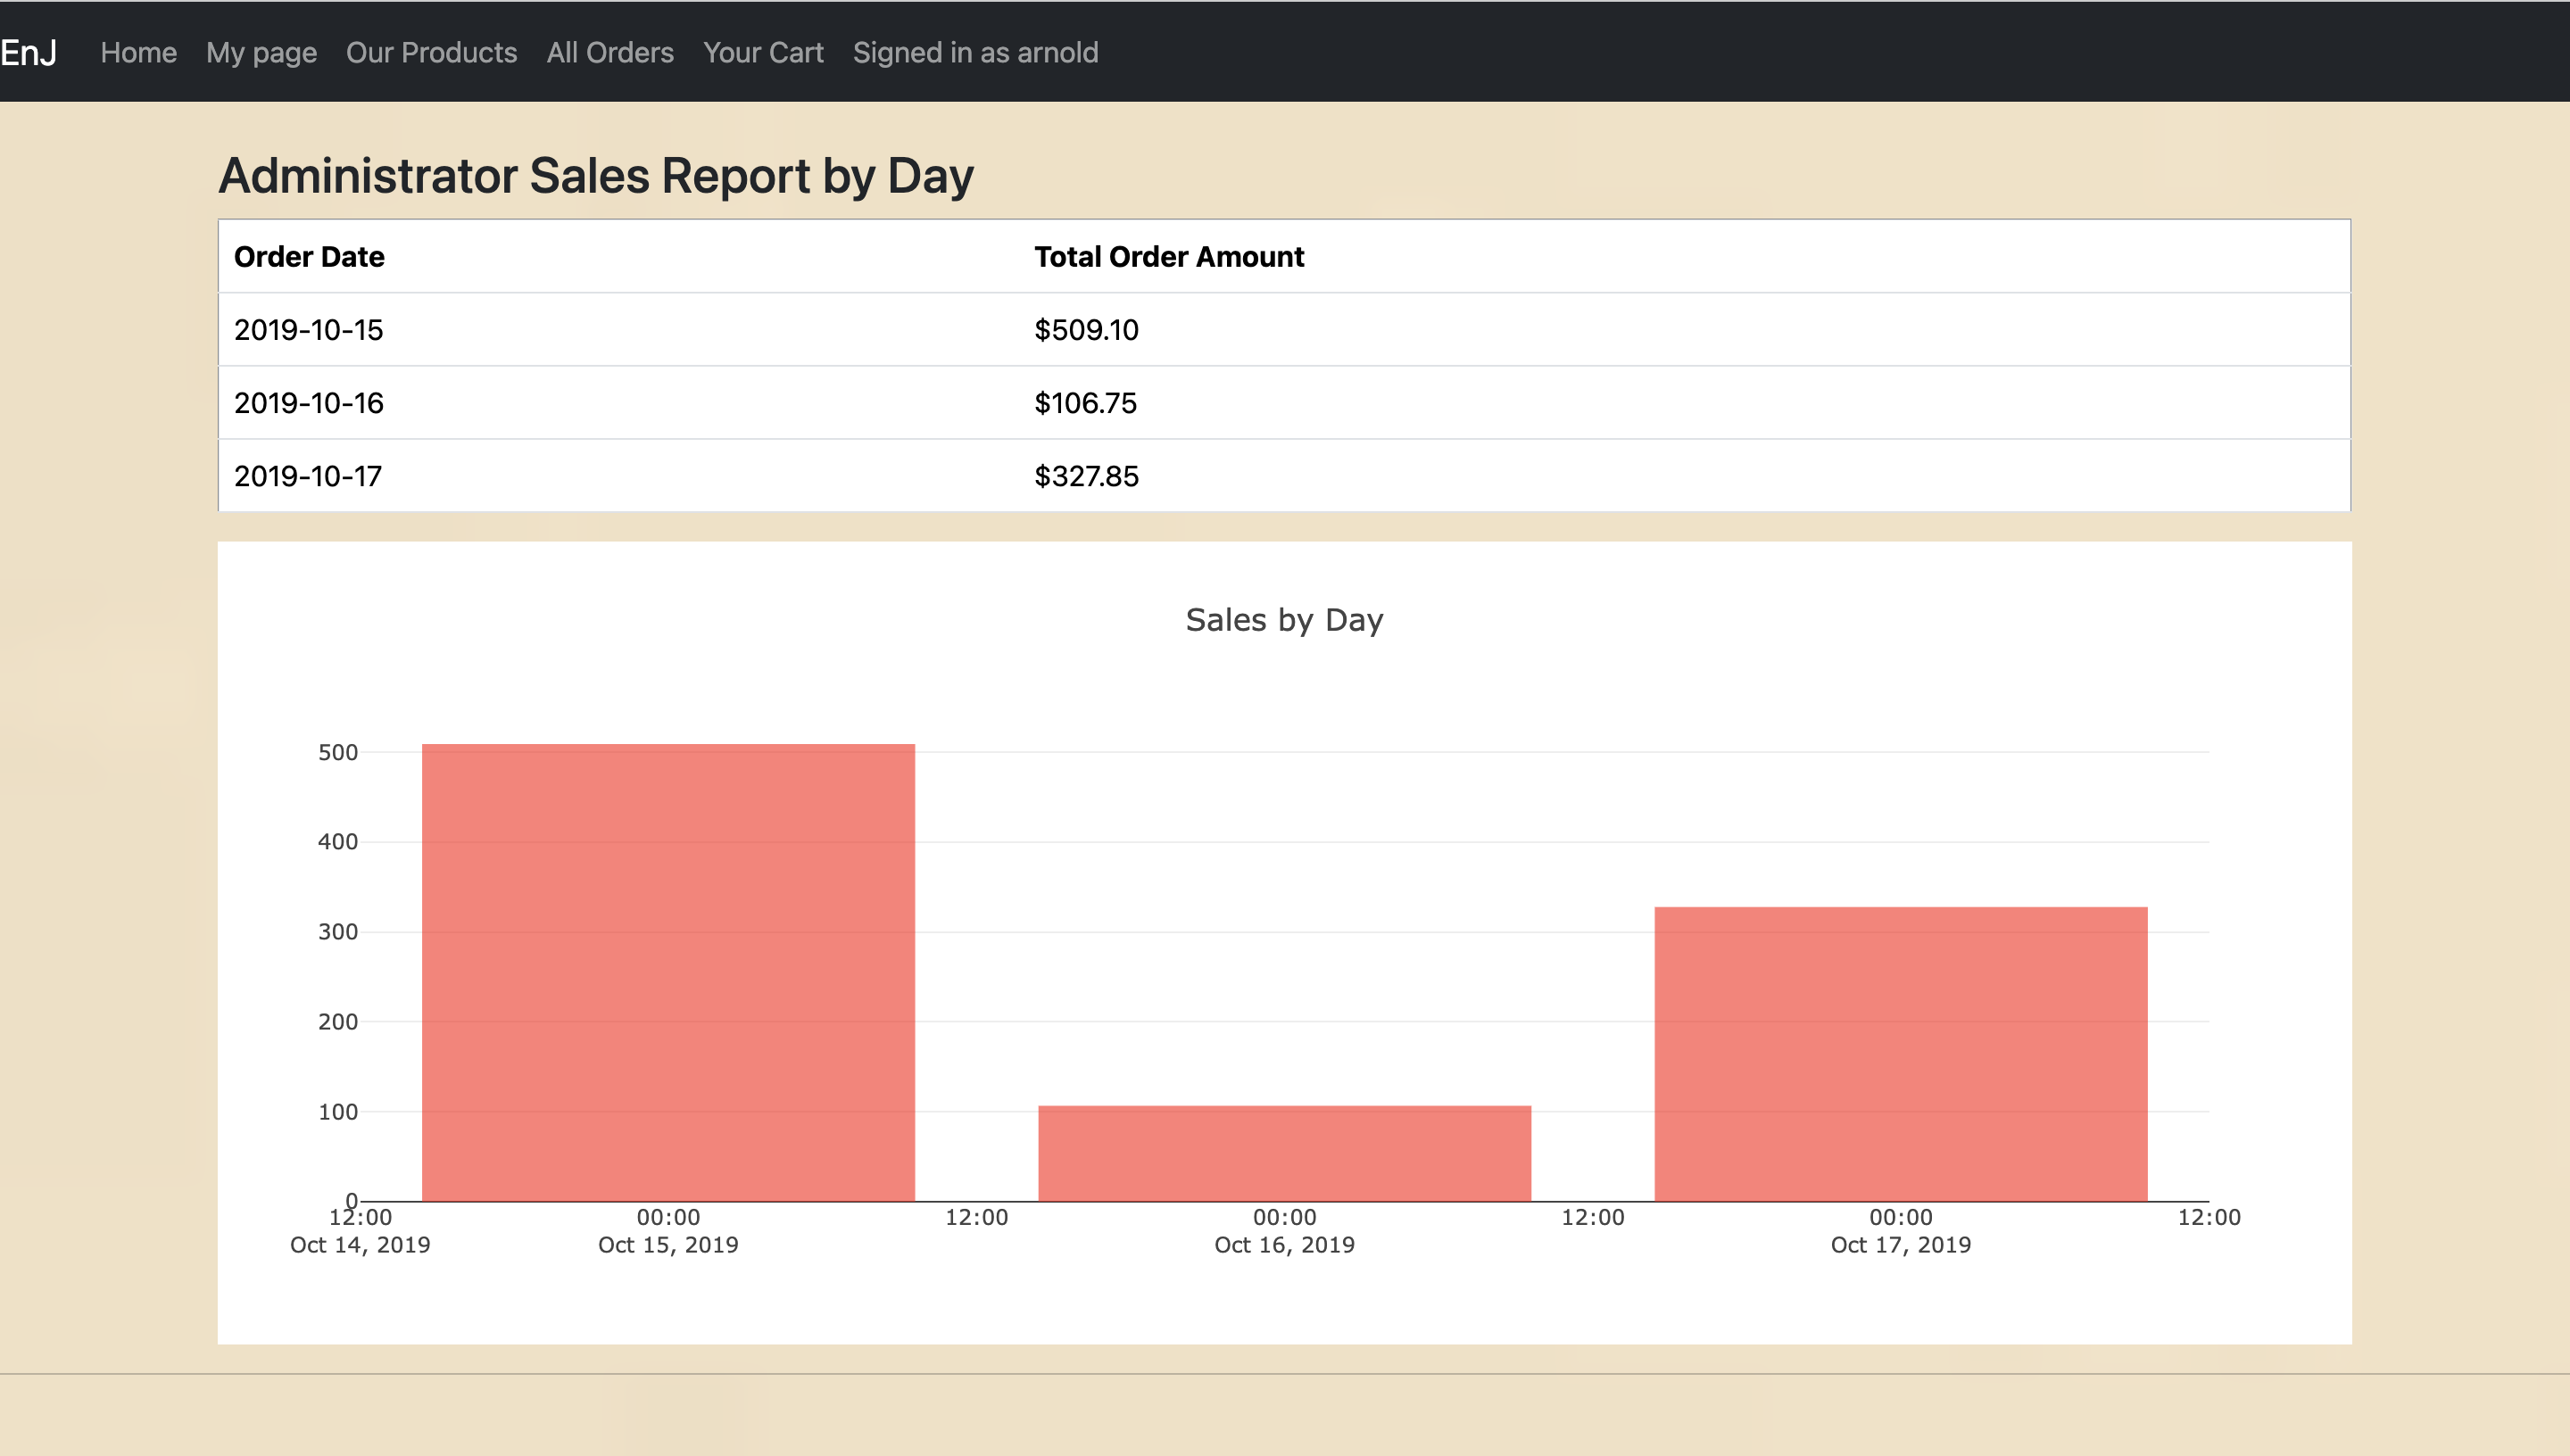 EnJ Home My page Our Products All Orders Your Cart Signed in as arnold
Administrator Sales Report by Day
Order Date Total Order Amount
2019-10-15 $509.10
2019-10-16 $106.75
2019-10-17 $327.85
Sales by Day
500
400
300
200
100
0
12:00 00:00 12:00 00:00 12:00 00:00 12:00
Oct 14, 2019 Oct 15, 2019 Oct 16, 2019 Oct 17, 2019